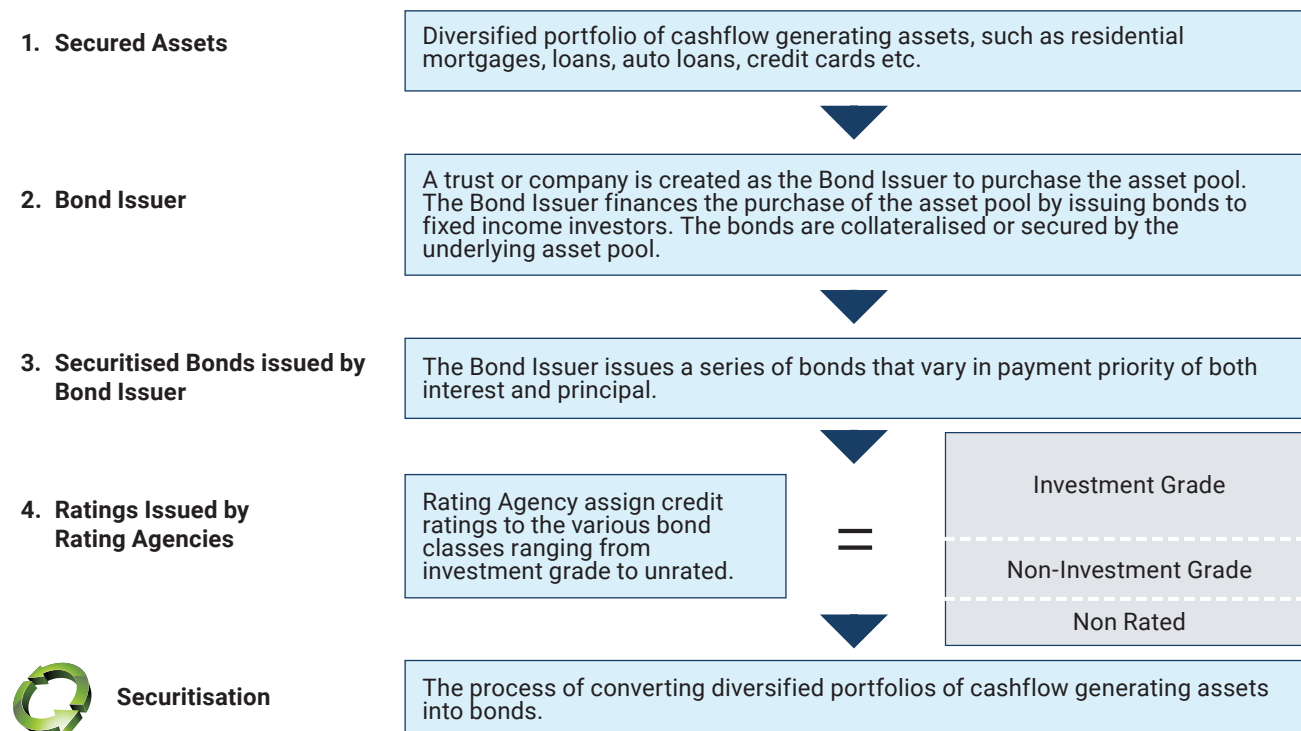 1. Secured Assets
Diversified portfolio of cashflow generating assets, such as residential
mortgages, loans, auto loans, credit cards etc.
2. Bond Issuer
A trust or company is created as the Bond Issuer to purchase the asset pool.
The Bond Issuer finances the purchase of the asset pool by issuing bonds to
fixed income investors. The bonds are collateralised or secured by the
underlying asset pool.
3. Securitised Bonds issued by
Bond Issuer
The Bond Issuer issues a series of bonds that vary in payment priority of both
interest and principal.
4. Ratings Issued by
Rating Agencies
Rating Agency assign credit
ratings to the various bond
classes ranging from
investment grade to unrated.
=
Investment Grade
Non-Investment Grade
Non Rated
Securitisation
The process of converting diversified portfolios of cashflow generating assets
into bonds.